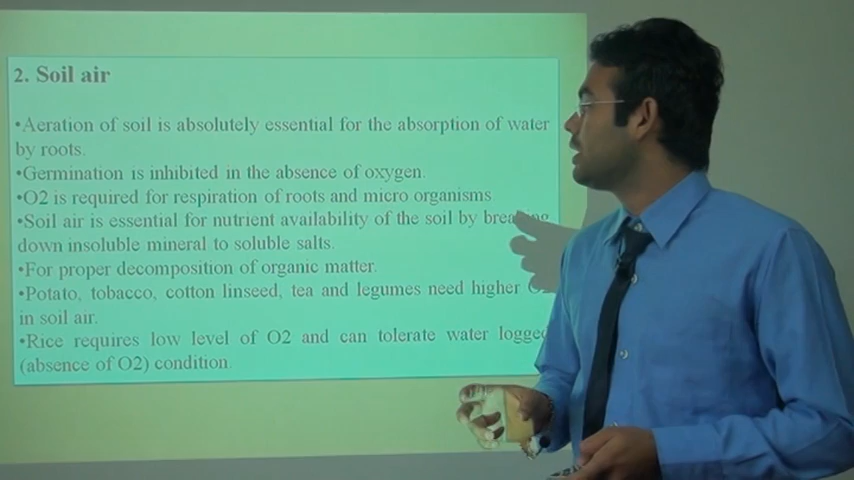 2. Soil air
•Aeration of soil is absolutely essential for the absorption of water
by roots.
•Germination is inhibited in the absence of oxygen.
•O2 is required for respiration of roots and micro organisms
•Soil air is essential for nutrient availability of the soil by
down insoluble mineral to soluble salts.
•For proper decomposition of organic matter.
•Potato, tobacco, cotton linseed, tea and legumes need higher
in soil air.
•Rice requires low level of O2 and can tolerate water logged
(absence of O2) condition.